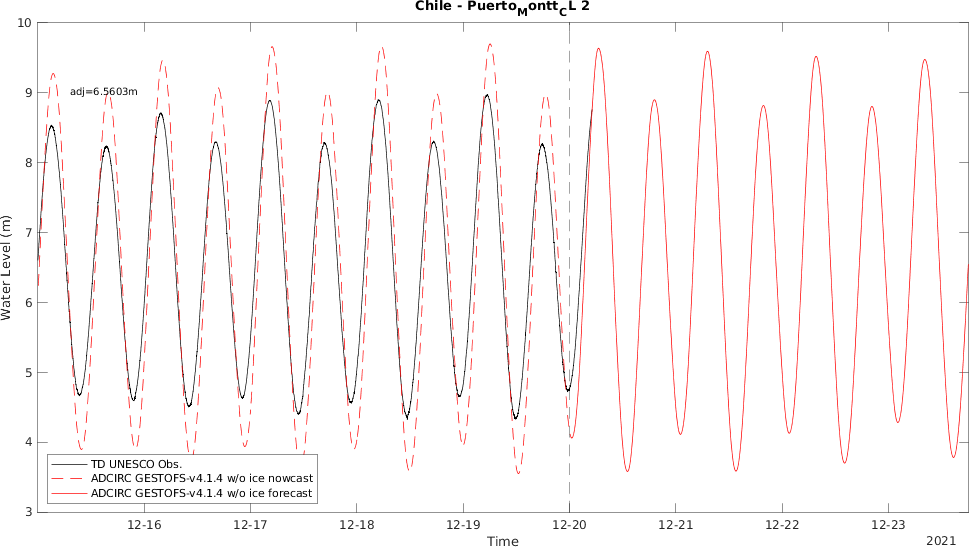 Chile - Puerto_Montt_CL 2
10
9
8
7
6
5
4
3
Water Level (m)
adj=6.5603m
TD UNESCO Obs.
ADCIRC GESTOFS-v4.1.4 w/o ice nowcast
ADCIRC GESTOFS-v4.1.4 w/o ice forecast
12-16
12-17
12-18
12-19
12-20
12-21
12-22
12-23
Time
2021